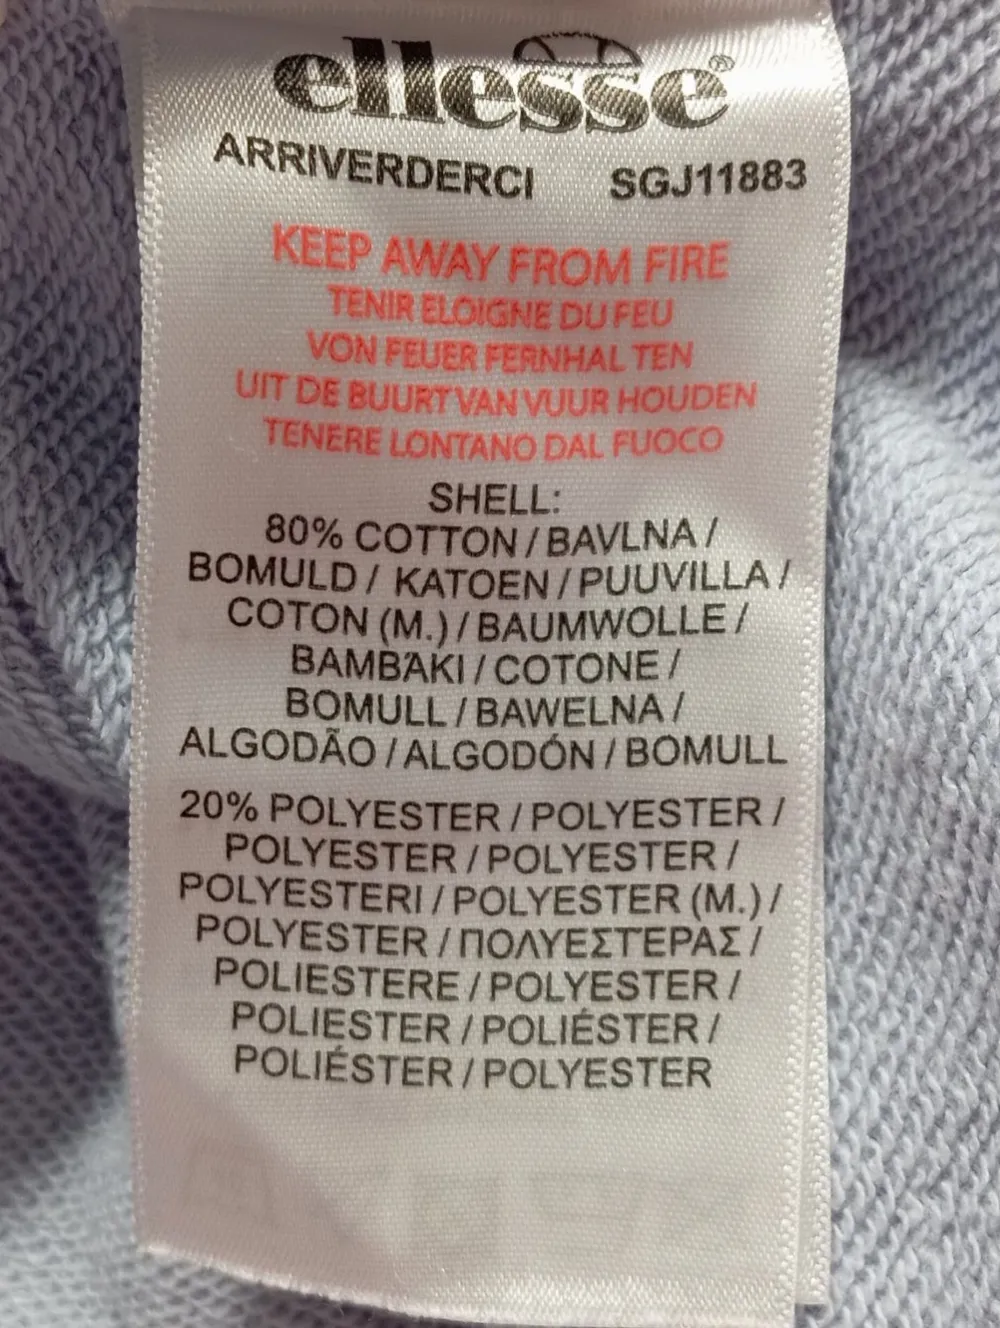 ellesse®
ARRIVERDERCI SGJ11883
KEEP AWAY FROM FIRE
TENIR ELOIGNE DU FEU
VON FEUER FERNHAL TEN
UIT DE BUURT VAN VUUR HOUDEN
TENERE LONTANO DAL FUOCO
SHELL:
80% COTTON / BAVLNA /
BOMULD / KATOEN / PUUVILLA /
COTON (M.) / BAUMWOLLE /
ΒΑΜΒΆΚΙ / COTONE /
BOMULL / BAWELNA /
ALGODÃO / ALGODÓN / BOMULL
20% POLYESTER / POLYESTER /
POLYESTER / POLYESTER /
POLYESTERI / POLYESTER (M.) /
POLYESTER / ΠΟΛΥΕΣΤΕΡΑΣ /
POLIESTERE / POLYESTER /
POLIESTER / POLIÉSTER /
POLIÉSTER / POLYESTER